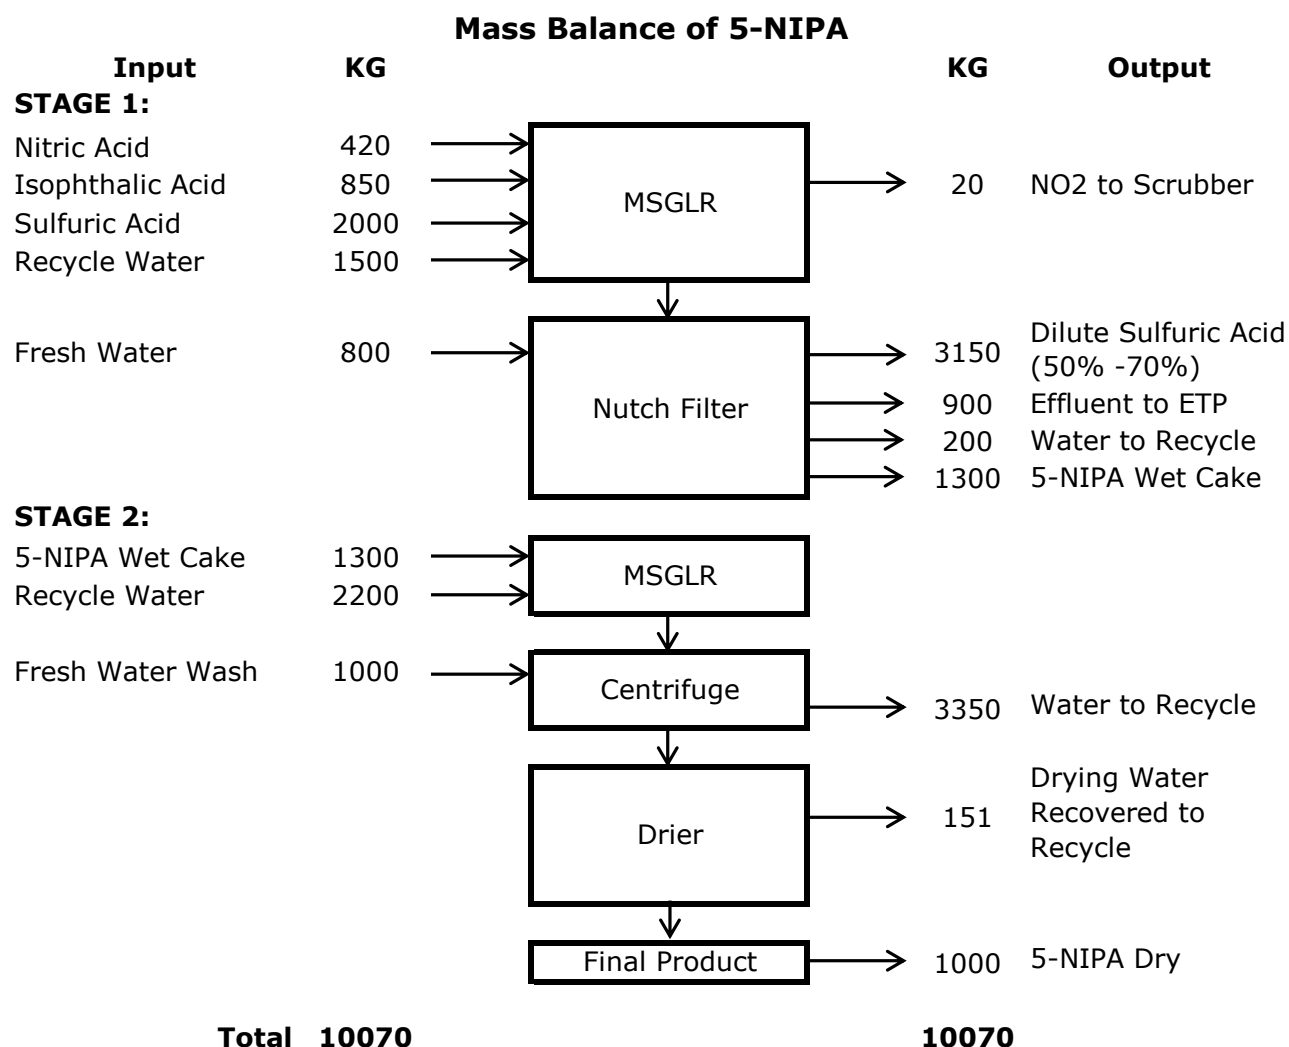 Mass Balance of 5-NIPA
Input KG KG Output
STAGE 1:
Nitric Acid 420
Isophthalic Acid 850 MSGLR 20 NO2 to Scrubber
Sulfuric Acid 2000
Recycle Water 1500
Fresh Water 800 3150 Dilute Sulfuric Acid
(50% -70%)
Nutch Filter 900 Effluent to ETP
200 Water to Recycle
1300 5-NIPA Wet Cake
STAGE 2:
5-NIPA Wet Cake 1300 MSGLR
Recycle Water 2200
Fresh Water Wash 1000 Centrifuge
3350 Water to Recycle
Drying Water
Drier 151 Recovered to
Recycle
Final Product 1000 5-NIPA Dry
Total 10070 10070